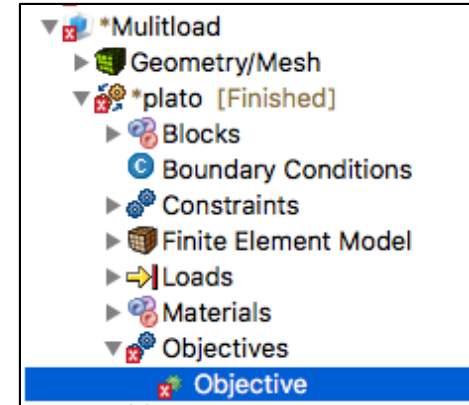 *Mulitload
Geometry/Mesh
*plato [Finished]
Blocks
C Boundary Conditions
Constraints
Finite Element Model
Loads
Materials
Objectives
Objective